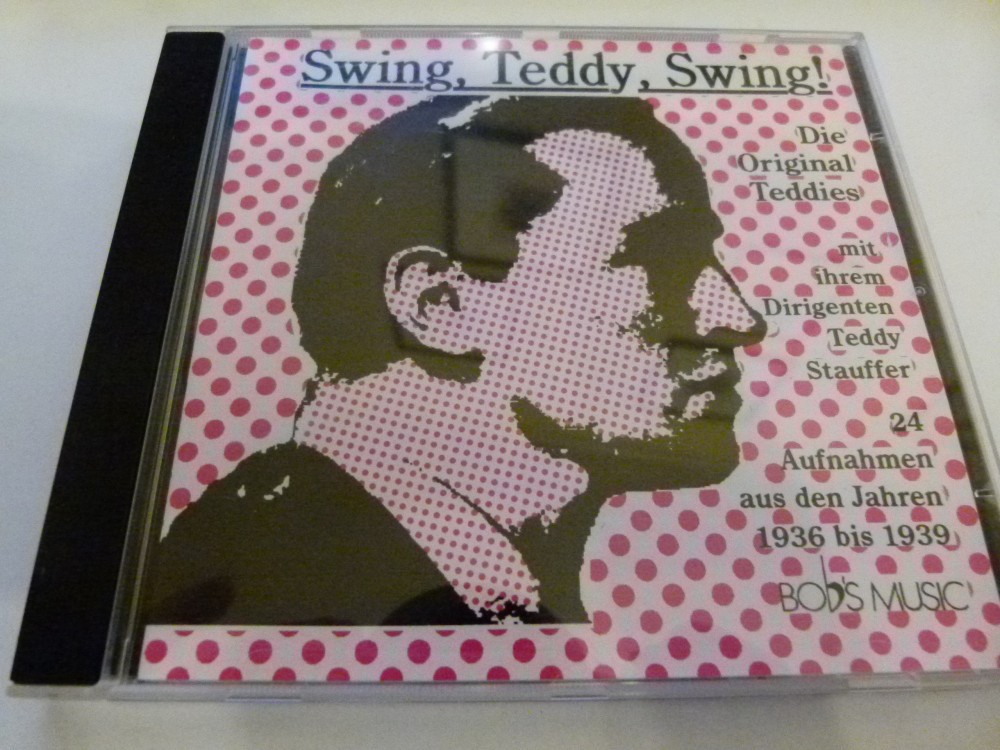 Swing, Teddy, Swing!
Die
Original
Teddies
mit
ihrem
Dirigenten
Teddy
Stauffer
24
Aufnahmen
aus den Jahren
1936 bis 1939
BOb'S MUSIC